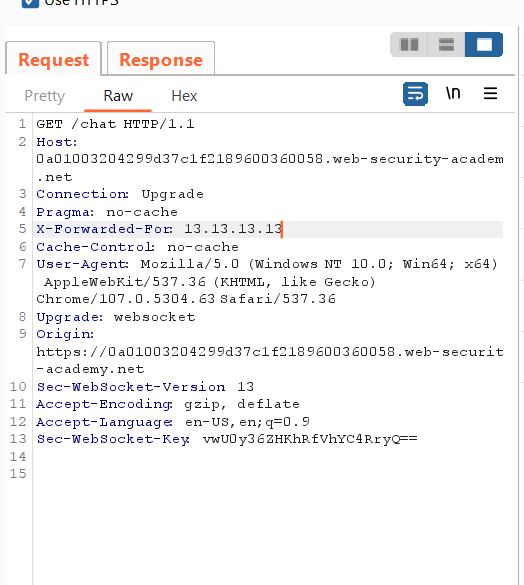 Use HTTPS
Request Response
Pretty Raw Hex \n
1 GET /chat HTTP/1.1
2 Host:
0a01003204299d37c1f2189600360058.web-security-academ
.net
3 Connection: Upgrade
4 Pragma: no-cache
5 X-Forwarded-For: 13.13.13.13
6 Cache-Control: no-cache
7 User-Agent: Mozilla/5.0 (Windows NT 10.0; Win64; x64)
AppleWebKit/537.36 (KHTML, like Gecko)
Chrome/107.0.5304.63 Safari/537.36
8 Upgrade: websocket
9 Origin:
https://0a01003204299d37c1f2189600360058.web-securit
-academy.net
10 Sec-WebSocket-Version: 13
11 Accept-Encoding: gzip, deflate
12 Accept-Language: en-US,en;q=0.9
13 Sec-WebSocket-Key: vwU0y36ZHKhRfVhYC4RryQ==
14
15